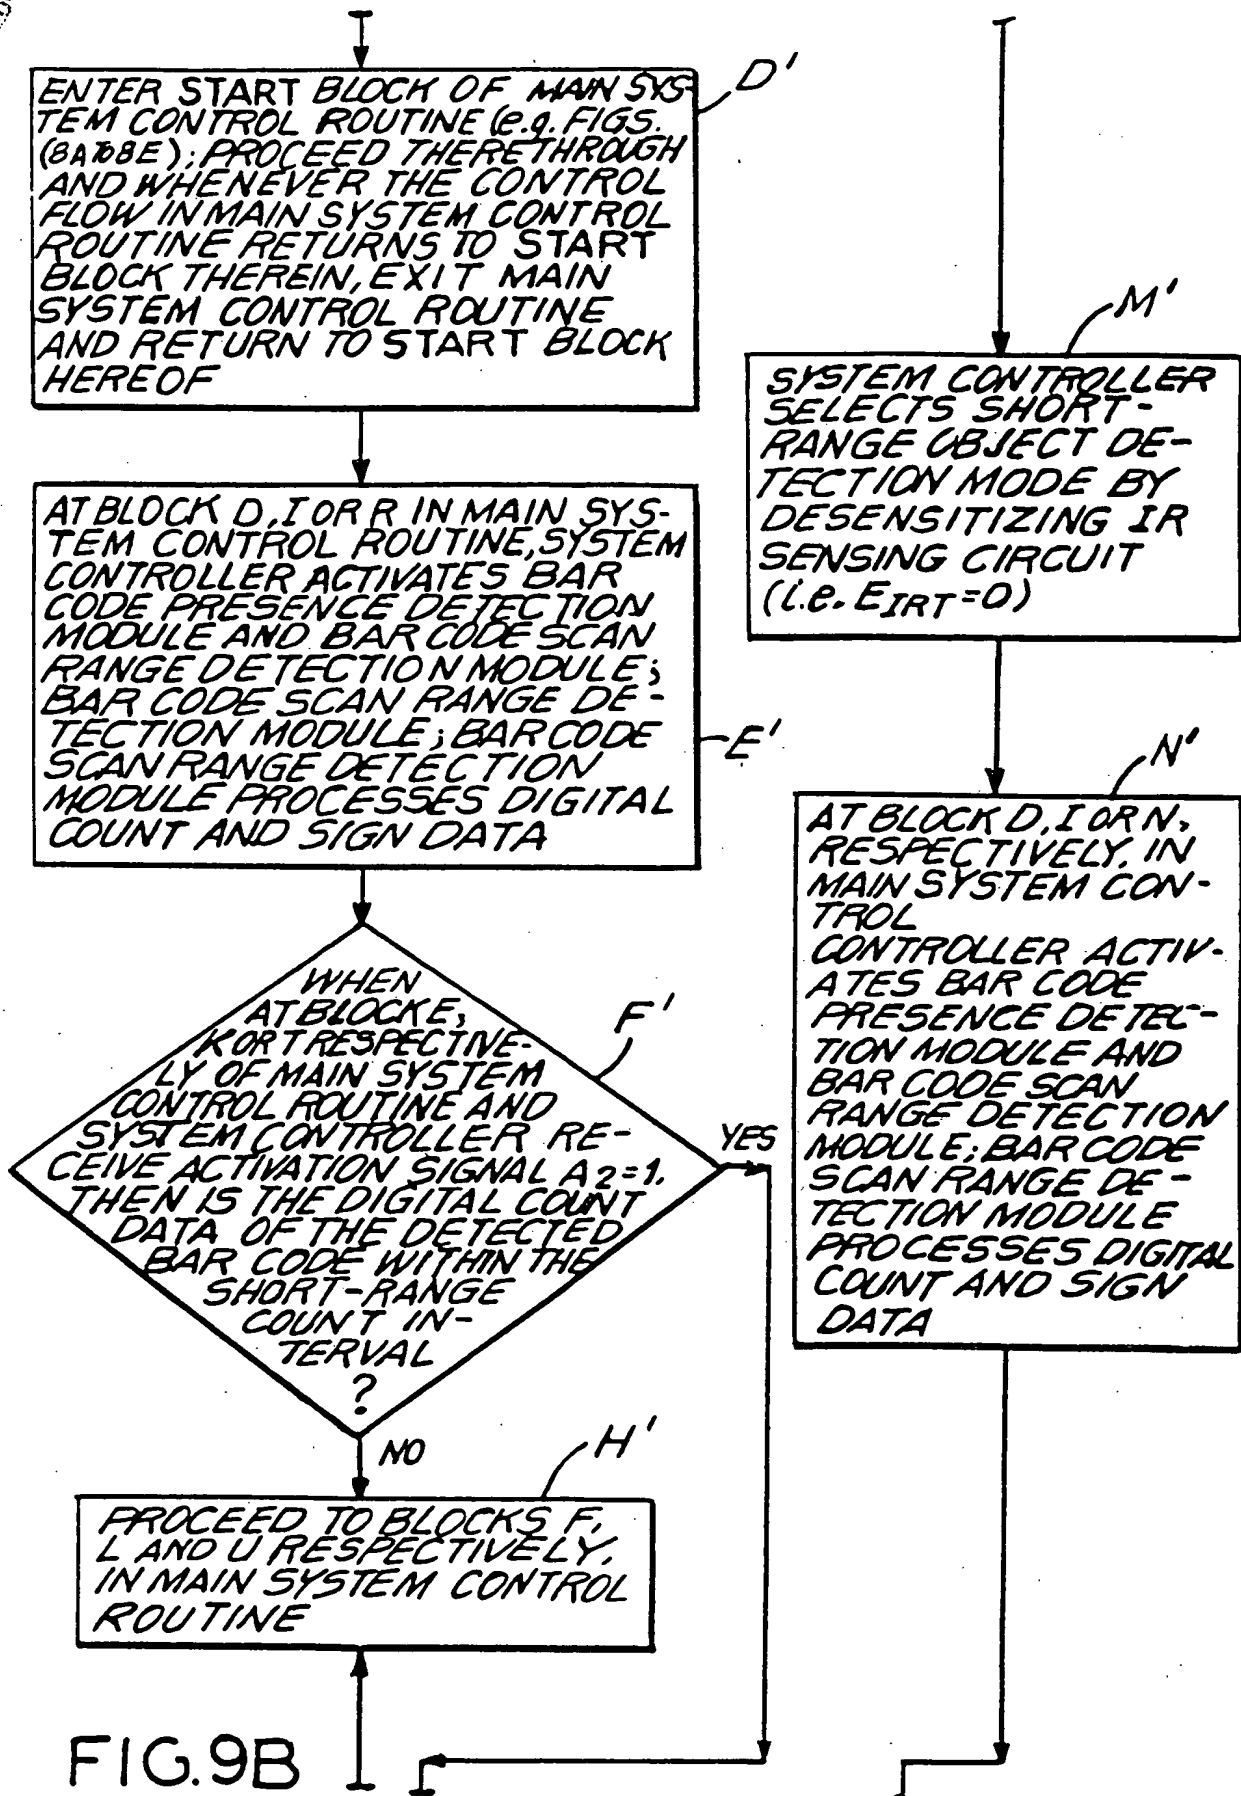 D'
ENTER START BLOCK OF MAIN SYS-
TEM CONTROL ROUTINE (e.g. FIGS.
(8A TO 8E); PROCEED THERETHROUGH
AND WHENEVER THE CONTROL
FLOW IN MAIN SYSTEM CONTROL
ROUTINE RETURNS TO START
BLOCK THEREIN, EXIT MAIN
SYSTEM CONTROL ROUTINE
AND RETURN TO START BLOCK
HEREOF
E'
AT BLOCK D, I OR R IN MAIN SYS-
TEM CONTROL ROUTINE, SYSTEM
CONTROLLER ACTIVATES BAR
CODE PRESENCE DETECTION
MODULE AND BAR CODE SCAN
RANGE DETECTION MODULE;
BAR CODE SCAN RANGE DE-
TECTION MODULE; BAR CODE
SCAN RANGE DETECTION
MODULE PROCESSES DIGITAL
COUNT AND SIGN DATA
F'
WHEN
AT BLOCK E,
K OR T RESPECTIVE-
LY OF MAIN SYSTEM
CONTROL ROUTINE AND
SYSTEM CONTROLLER RE-
CEIVE ACTIVATION SIGNAL A2=1,
THEN IS THE DIGITAL COUNT
DATA OF THE DETECTED
BAR CODE WITHIN THE
SHORT-RANGE
COUNT IN-
TERVAL
?
YES
NO
H'
PROCEED TO BLOCKS F,
L AND U RESPECTIVELY,
IN MAIN SYSTEM CONTROL
ROUTINE
M'
SYSTEM CONTROLLER
SELECTS SHORT-
RANGE OBJECT DE-
TECTION MODE BY
DESENSITIZING IR
SENSING CIRCUIT
(i.e. EIRT=0)
N'
AT BLOCK D, I OR N,
RESPECTIVELY, IN
MAIN SYSTEM CON-
TROL
CONTROLLER ACTIV-
ATES BAR CODE
PRESENCE DETEC-
TION MODULE AND
BAR CODE SCAN
RANGE DETECTION
MODULE; BAR CODE
SCAN RANGE DE-
TECTION MODULE
PROCESSES DIGITAL
COUNT AND SIGN
DATA
FIG. 9B